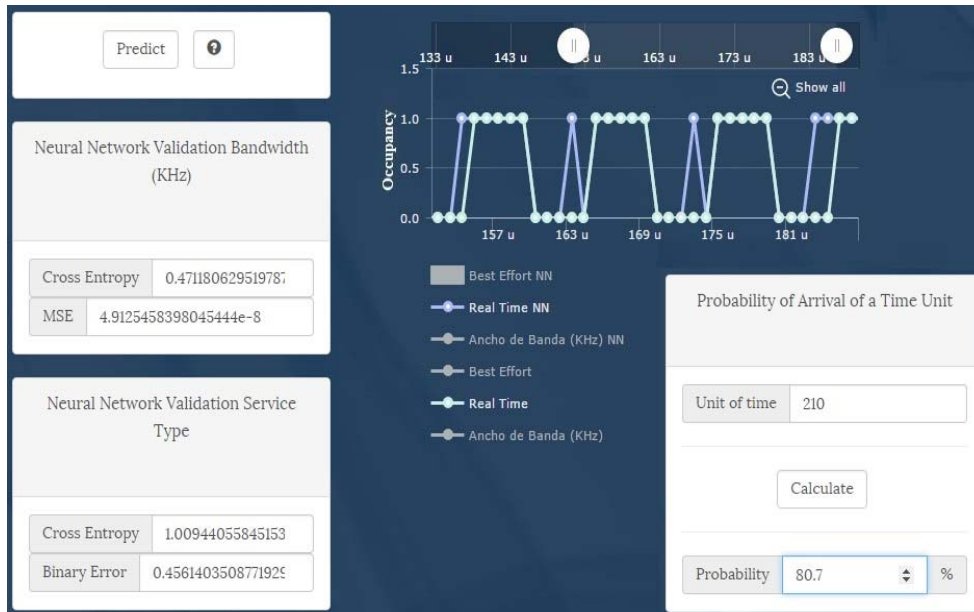 Predict
Neural Network Validation Bandwidth
(KHz)
Cross Entropy 0.471180629519787
MSE 4.9125458398045444e-8
Neural Network Validation Service
Type
Cross Entropy 1.00944055845153
Binary Error 0.456140350877192
133 u 143 u 163 u 173 u 183
Show all
Occupancy
1.5
1.0
0.5
0.0
157 u 163 u 169 u 175 u 181 u
Best Effort NN
Real Time NN
Ancho de Banda (KHz) NN
Best Effort
Real Time
Ancho de Banda (KHz)
Probability of Arrival of a Time Unit
Unit of time 210
Calculate
Probability 80.7 %